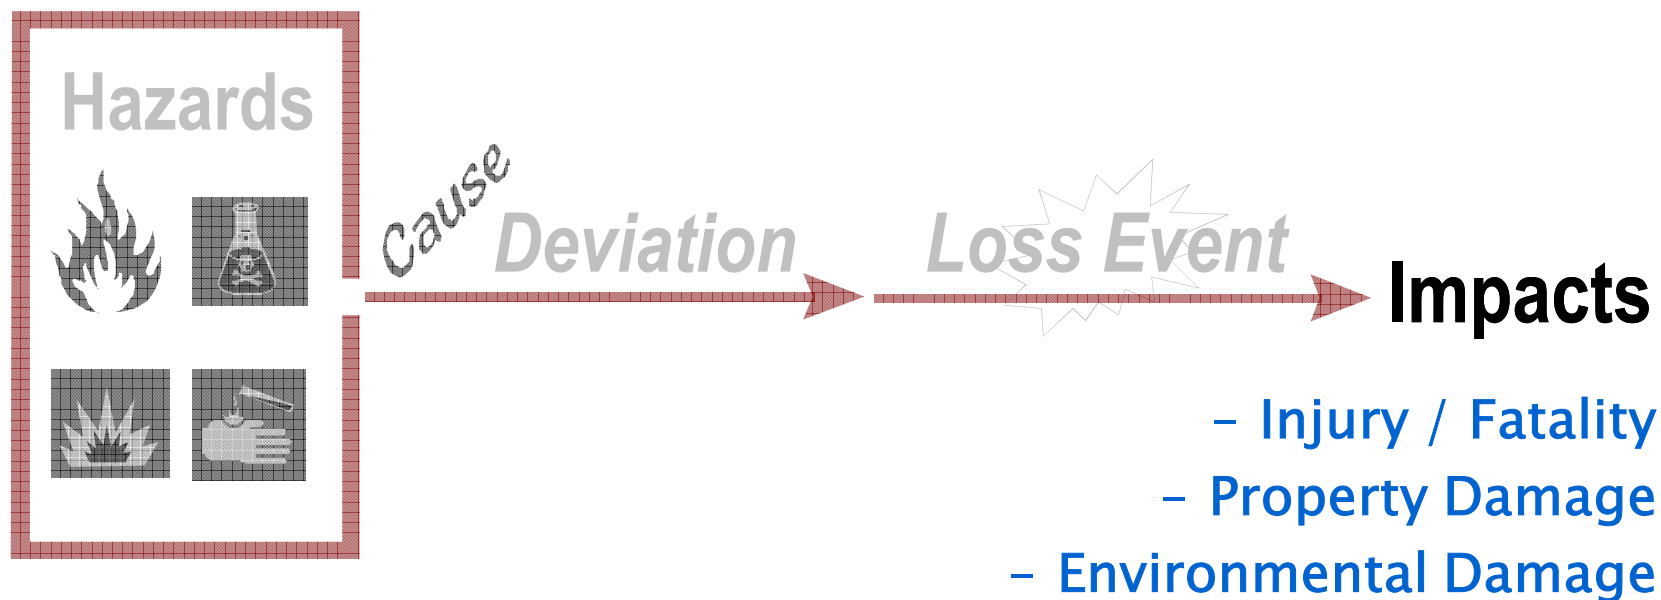 Hazards
Cause
Deviation
Loss Event
Impacts
– Injury / Fatality
– Property Damage
– Environmental Damage